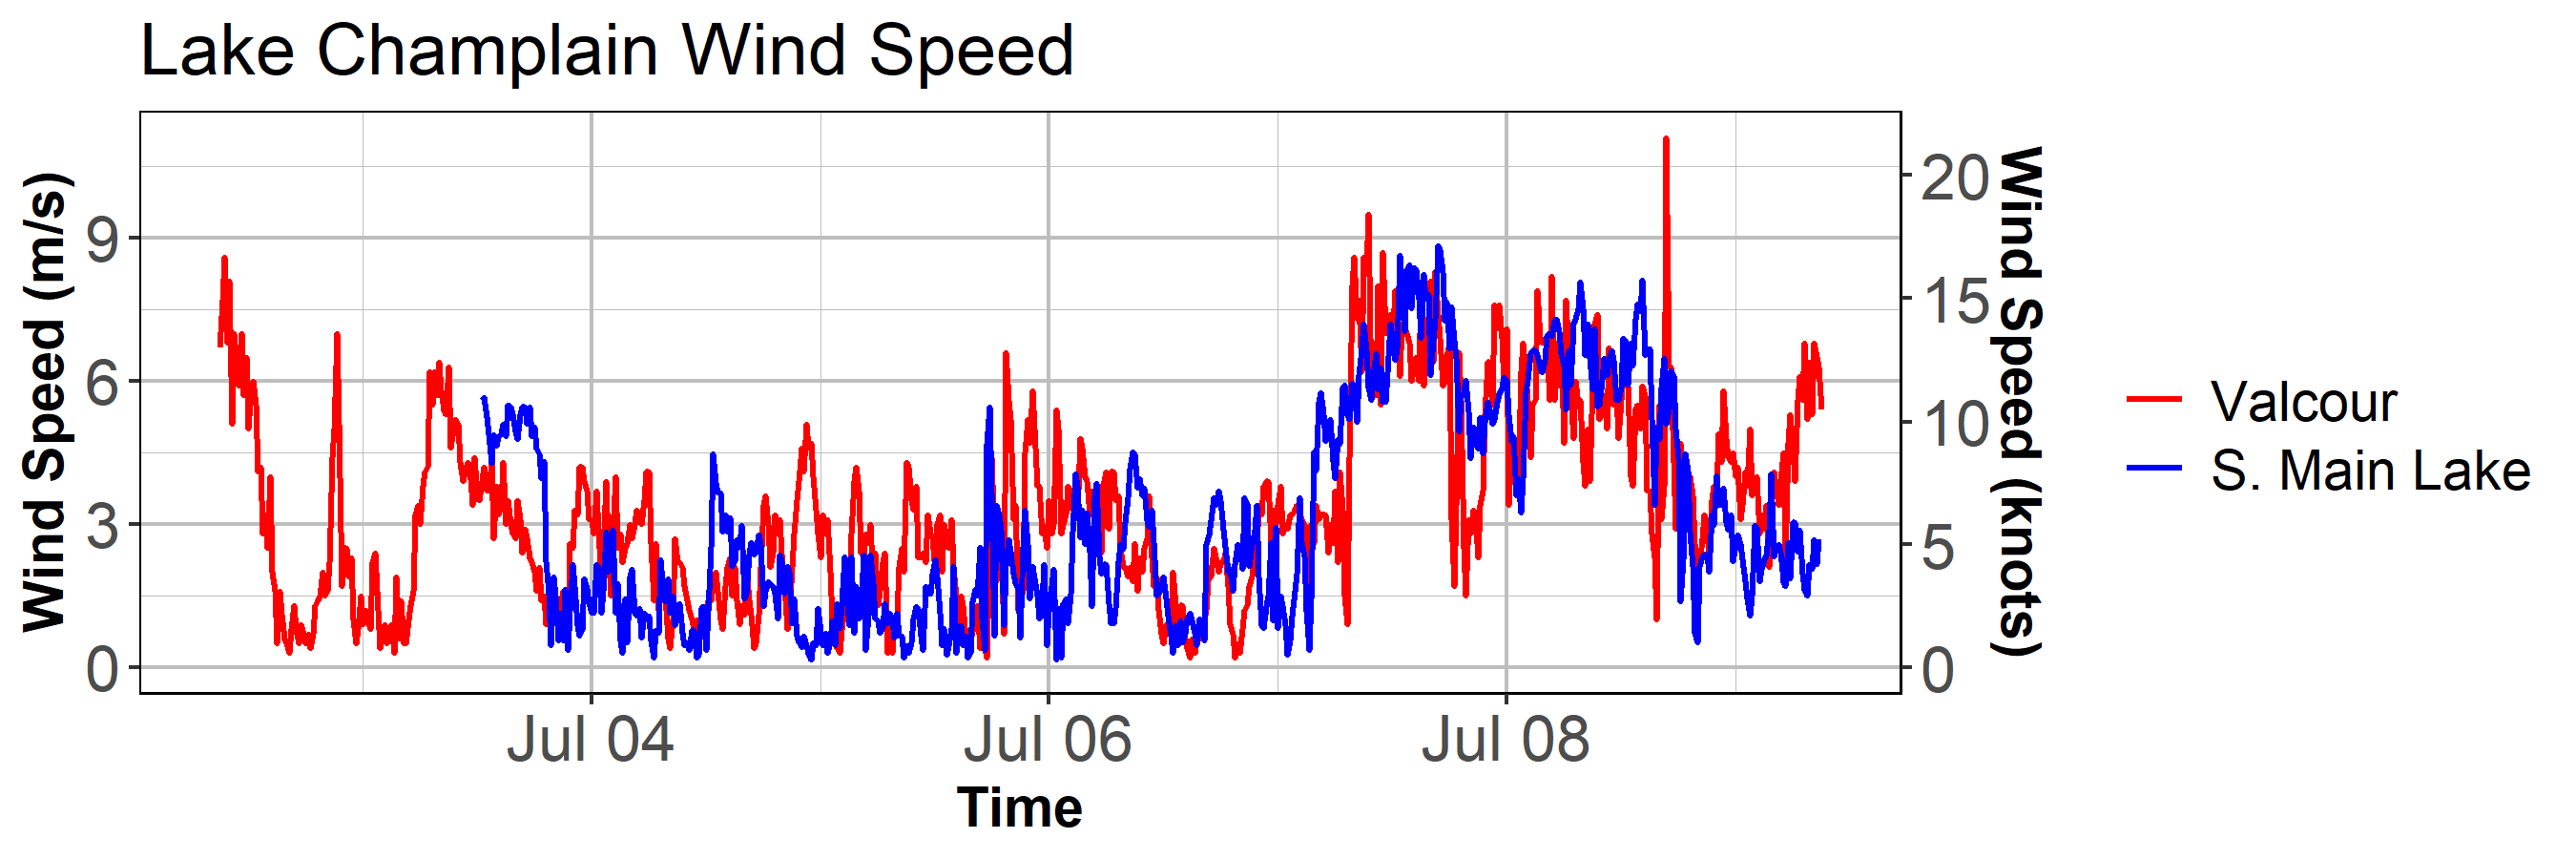 Lake Champlain Wind Speed
Wind Speed (m/s)
9
6
3
0
20
15
10
5
0
Wind Speed (knots)
Jul 04
Jul 06
Jul 08
Time
Valcour
S. Main Lake